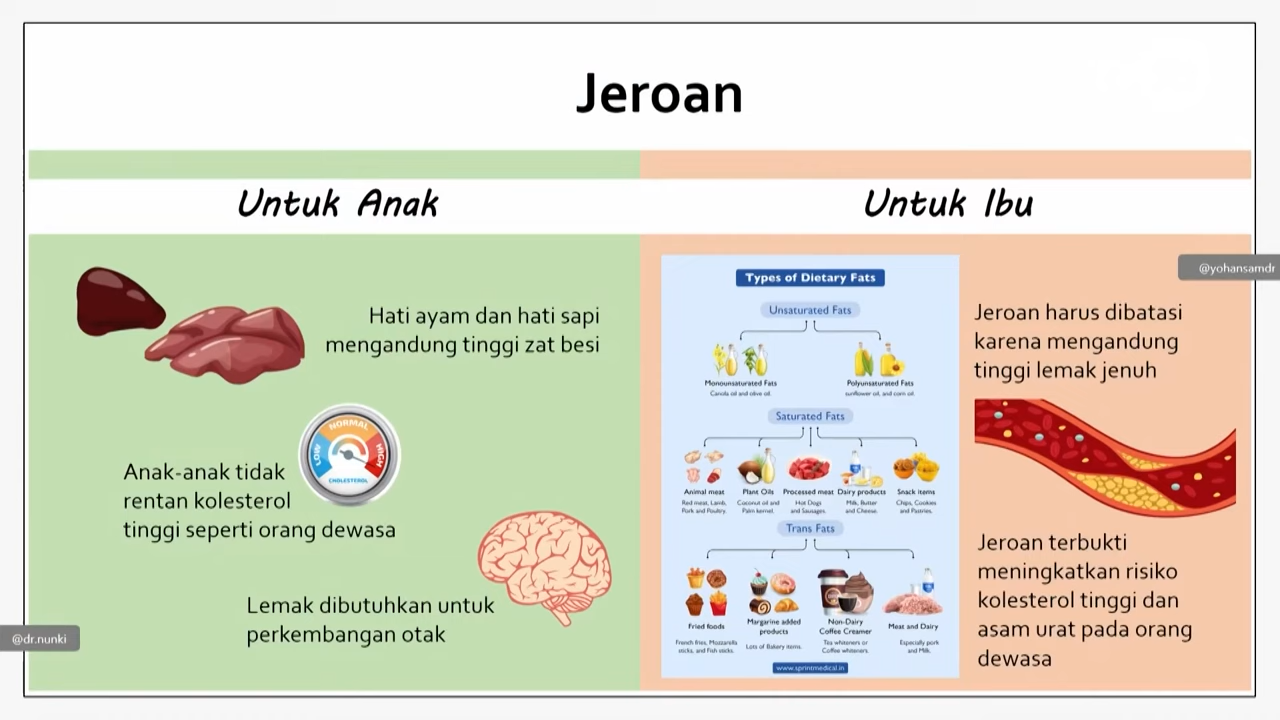 Jeroan
Untuk Anak
Hati ayam dan hati sapi
mengandung tinggi zat besi
LOW
NORMAL
HIGH
CHOLESTEROL
Anak-anak tidak
rentan kolesterol
tinggi seperti orang dewasa
Lemak dibutuhkan untuk
perkembangan otak
@dr.nunki
Untuk Ibu
Types of Dietary Fats
Unsaturated Fats
Monounsaturated Fats
Canola oil and olive oil.
Polyunsaturated Fats
sunflower oil, and corn oil.
Saturated Fats
Animal meat
Red meat, Lamb,
Pork and Poultry.
Plant Oils
Coconut oil and
Palm kernel.
Processed meat
Hot Dogs
and Sausages.
Dairy products
Milk, Butter
and Cheese.
Snack items
Chips, Cookies
and Pastries.
Trans Fats
Fried foods
French fries, Mozzarella
sticks, and Fish sticks.
Margarine added
products
Lots of Bakery items.
Non-Dairy
Coffee Creamer
Tea whiteners or
Coffee whiteners.
Meat and Dairy
Especially pork
and Milk.
www.sprintmedical.in
@yohansamdr
Jeroan harus dibatasi
karena mengandung
tinggi lemak jenuh
Jeroan terbukti
meningkatkan risiko
kolesterol tinggi dan
asam urat pada orang
dewasa